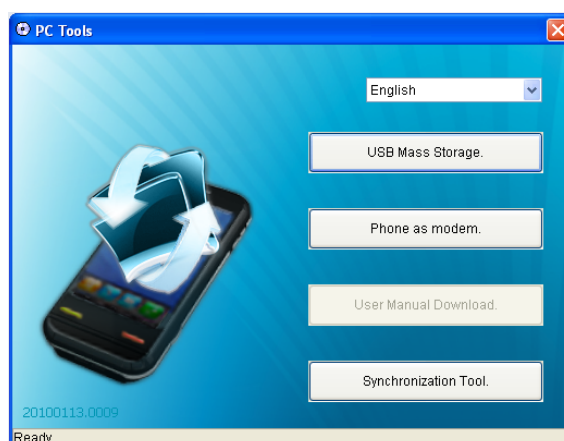 PC Tools
English
USB Mass Storage.
Phone as modem.
User Manual Download.
Synchronization Tool.
20100113.0009
Ready